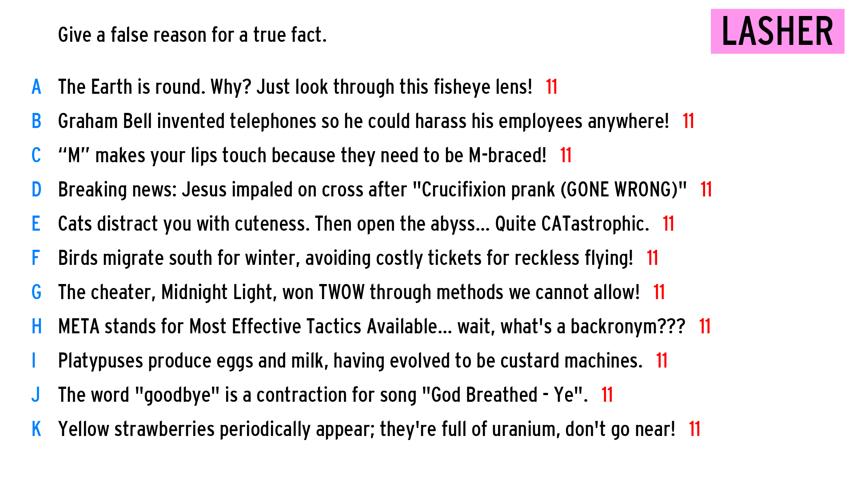 Give a false reason for a true fact.
LASHER
A The Earth is round. Why? Just look through this fisheye lens! 11
B Graham Bell invented telephones so he could harass his employees anywhere! 11
C “M” makes your lips touch because they need to be M-braced! 11
D Breaking news: Jesus impaled on cross after "Crucifixion prank (GONE WRONG)" 11
E Cats distract you with cuteness. Then open the abyss... Quite CATastrophic. 11
F Birds migrate south for winter, avoiding costly tickets for reckless flying! 11
G The cheater, Midnight Light, won TWOW through methods we cannot allow! 11
H META stands for Most Effective Tactics Available... wait, what's a backronym??? 11
I Platypuses produce eggs and milk, having evolved to be custard machines. 11
J The word "goodbye" is a contraction for song "God Breathed - Ye". 11
K Yellow strawberries periodically appear; they're full of uranium, don't go near! 11